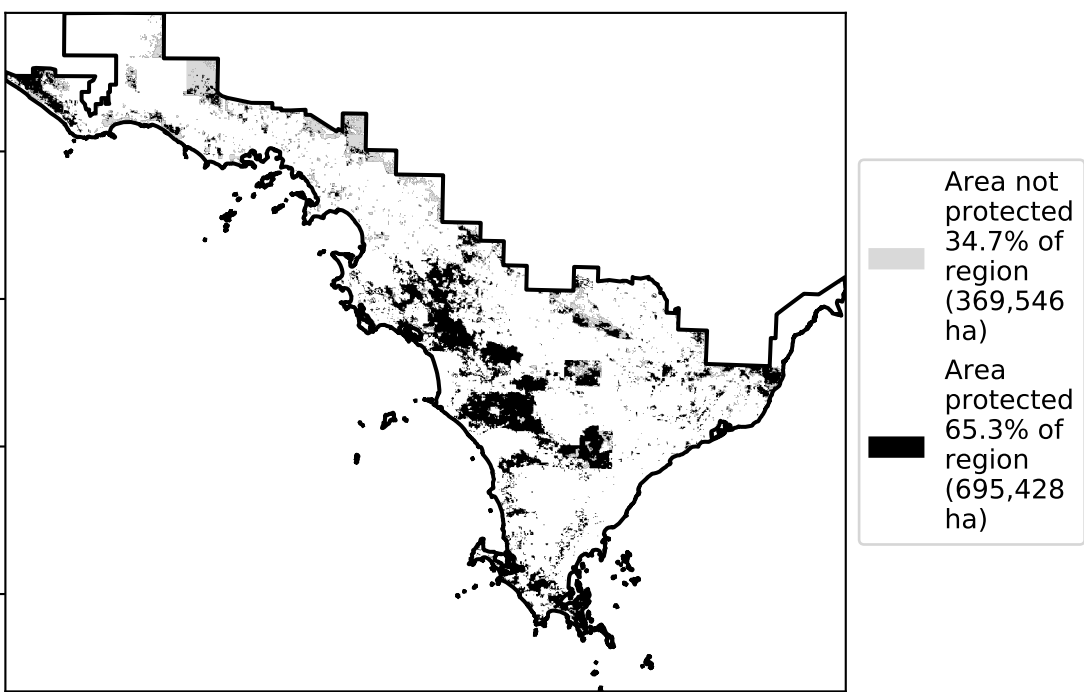 Area not
protected
34.7% of
region
(369,546
ha)
Area
protected
65.3% of
region
(695,428
ha)